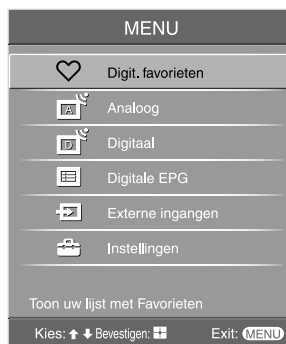 MENU
Digit. favorieten
A Analoog
D Digitaal
Digitale EPG
Externe ingangen
Instellingen
Toon uw lijst met Favorieten
Kies: Bevestigen: Exit: MENU